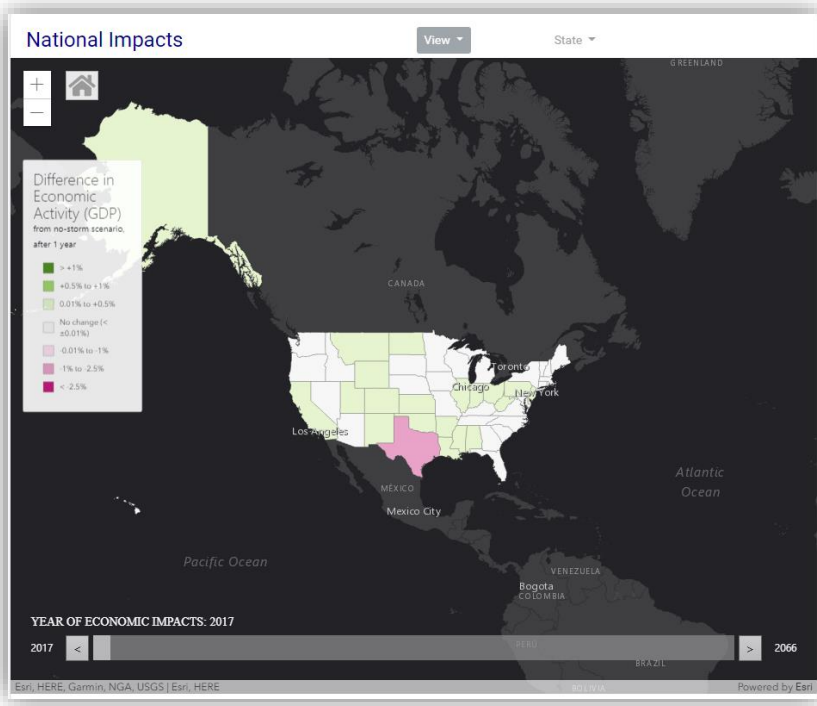 National Impacts
View
State
GREENLAND
+
−
Difference in
Economic
Activity (GDP)
from no-storm scenario,
after 1 year
> +1%
+0.5% to +1%
0.01% to +0.5%
No change (<
±0.01%)
-0.01% to -1%
-1% to -2.5%
< -2.5%
CANADA
Toronto
Chicago
New York
Los Angeles
MÉXICO
Mexico City
Atlantic
Ocean
Pacific Ocean
VENEZUELA
Bogota
COLOMBIA
YEAR OF ECONOMIC IMPACTS: 2017
2017 < > 2066
PERU
BRAZIL
BOLIVIA
Esri, HERE, Garmin, NGA, USGS | Esri, HERE
Powered by Esri